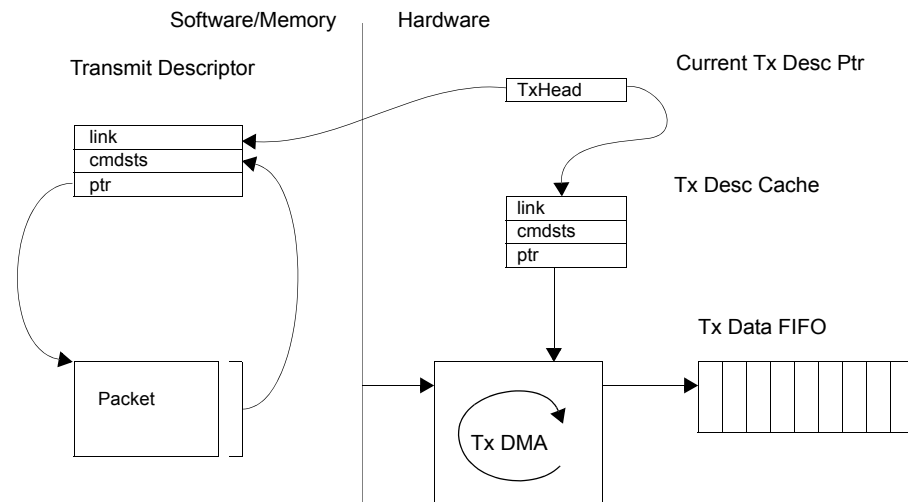 Software/Memory
Hardware
Transmit Descriptor
Current Tx Desc Ptr
TxHead
link
cmdsts
ptr
Tx Desc Cache
link
cmdsts
ptr
Tx Data FIFO
Packet
Tx DMA